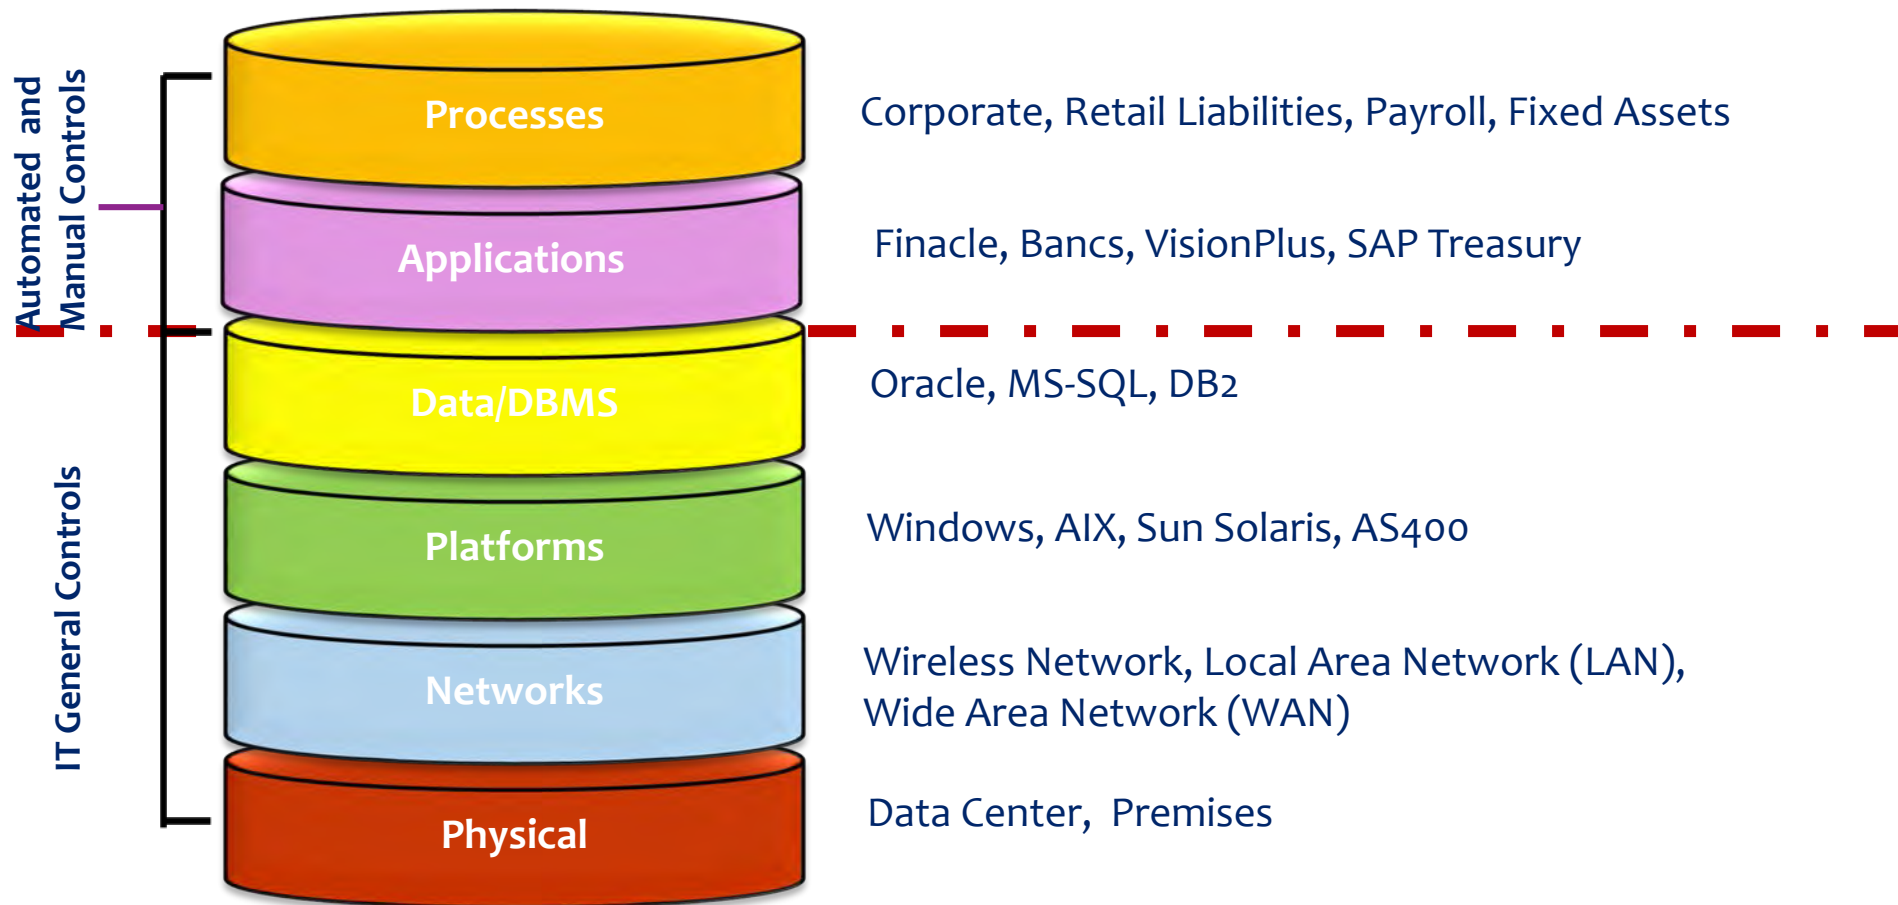 Automated and
Manual Controls
Processes
Corporate, Retail Liabilities, Payroll, Fixed Assets
Applications
Finacle, Bancs, VisionPlus, SAP Treasury
IT General Controls
Data/DBMS
Oracle, MS-SQL, DB2
Platforms
Windows, AIX, Sun Solaris, AS400
Networks
Wireless Network, Local Area Network (LAN),
Wide Area Network (WAN)
Physical
Data Center, Premises